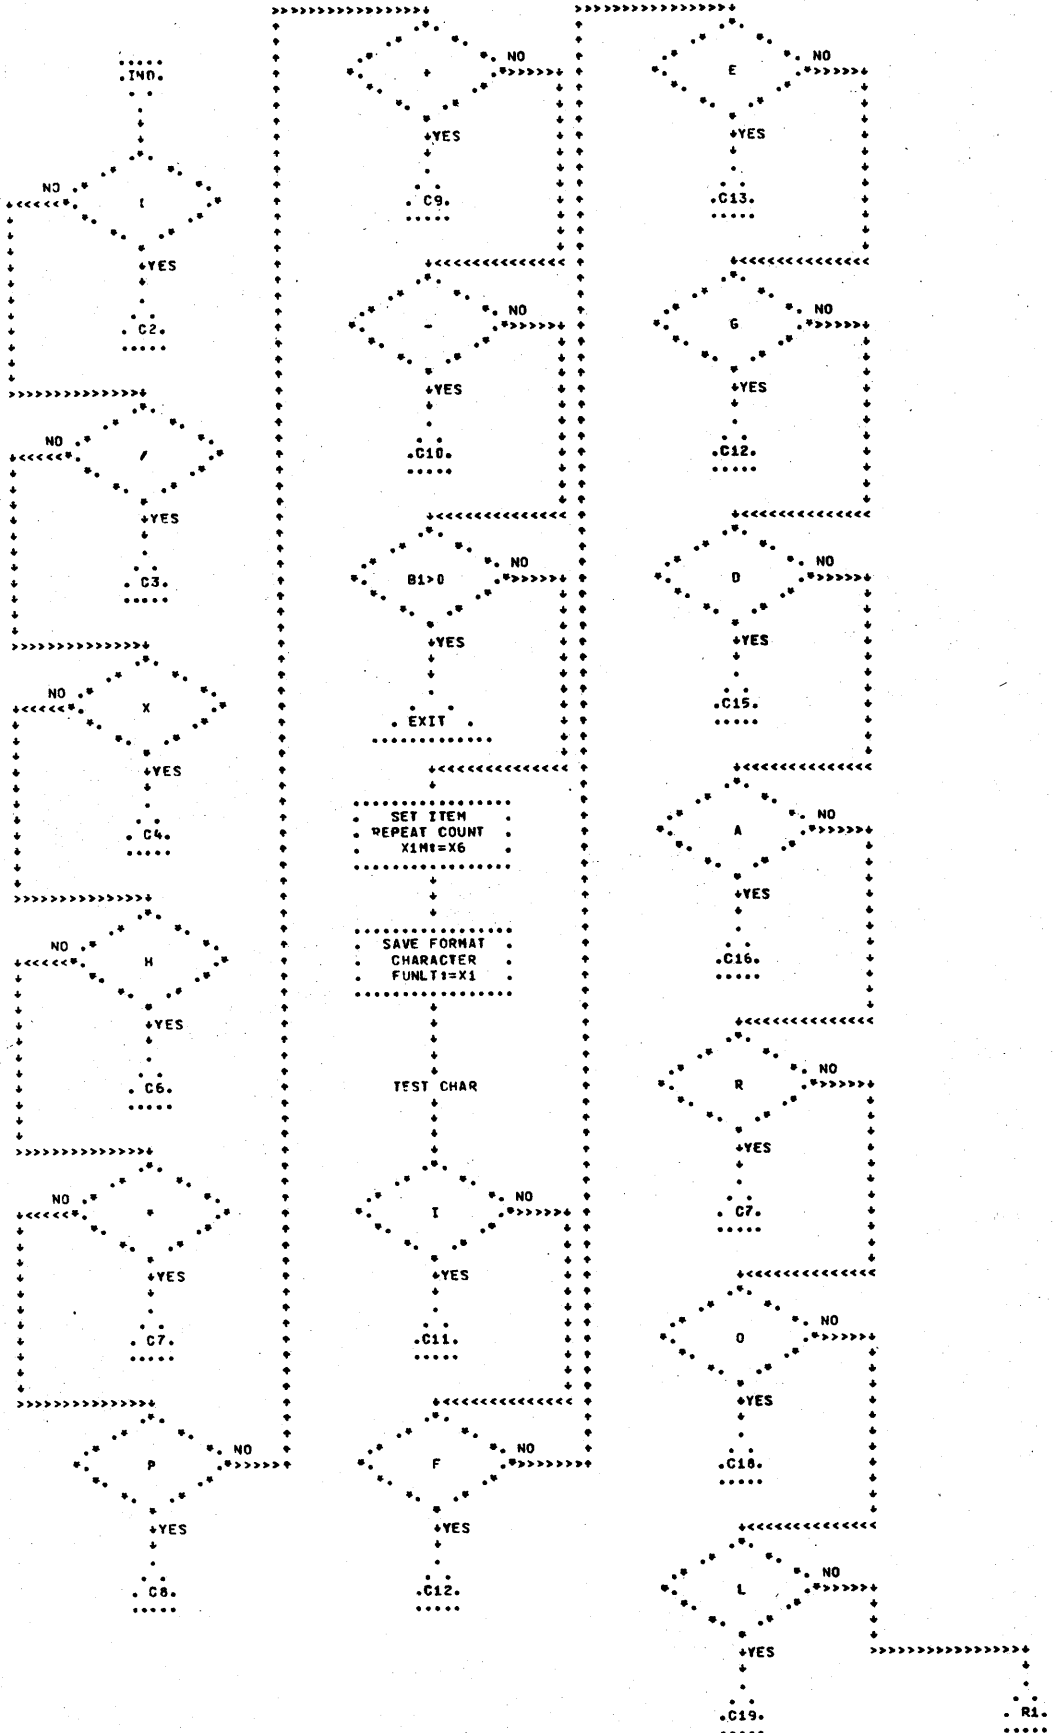 .IND.
NO
YES
. C2.
NO
/
YES
. C3.
NO
X
YES
. C4.
NO
H
YES
. C6.
NO
*
YES
. C7.
P
NO
YES
. C8.
+
NO
YES
. C9.
-
NO
YES
.C10.
B1>0
NO
YES
. EXIT .
SET ITEM
REPEAT COUNT
X1M:=X6
SAVE FORMAT
CHARACTER
FUNLT:=X1
TEST CHAR
I
NO
YES
.C11.
F
NO
YES
.C12.
E
NO
YES
.C13.
G
NO
YES
.C12.
D
NO
YES
.C15.
A
NO
YES
.C16.
R
NO
YES
. C7.
O
NO
YES
.C18.
L
NO
YES
.C19.
. R1.